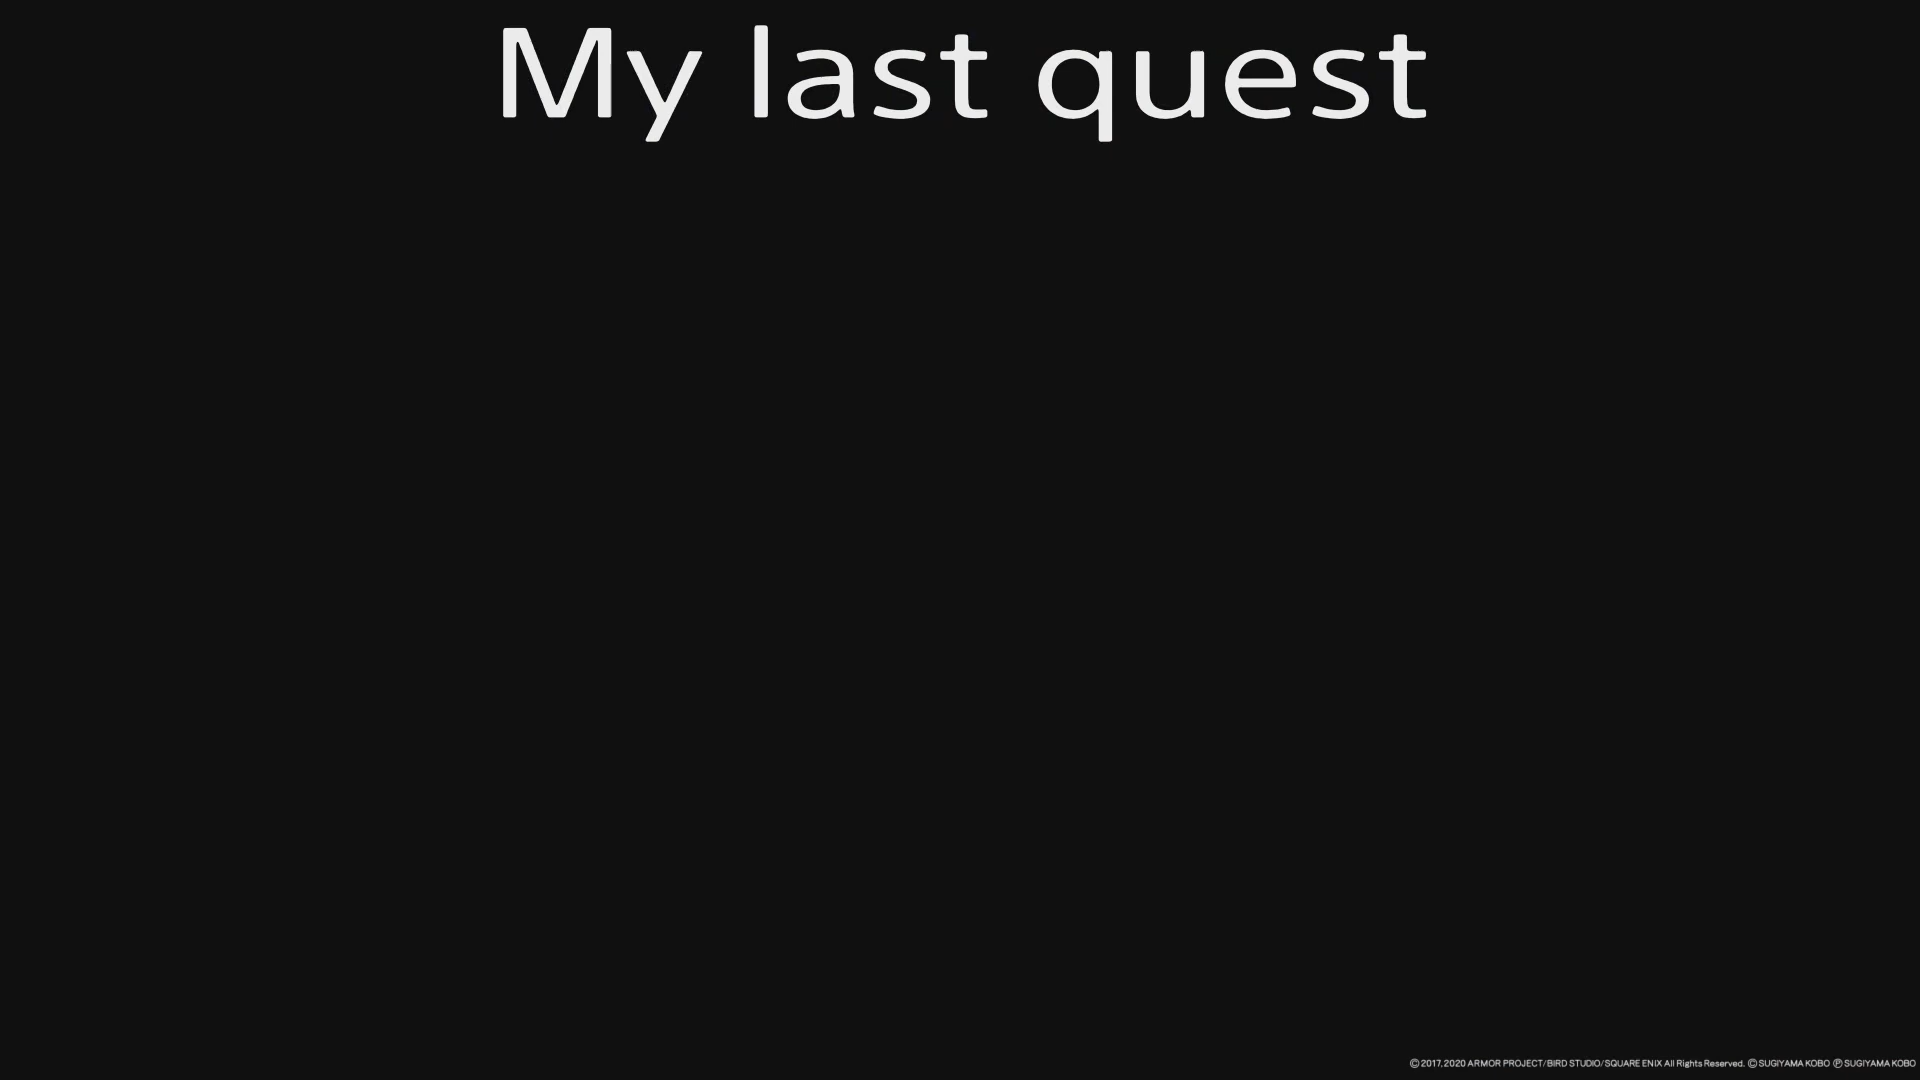 My last quest
© 2017, 2020 ARMOR PROJECT/BIRD STUDIO/SQUARE ENIX All Rights Reserved. © SUGIYAMA KOBO ℗ SUGIYAMA KOBO